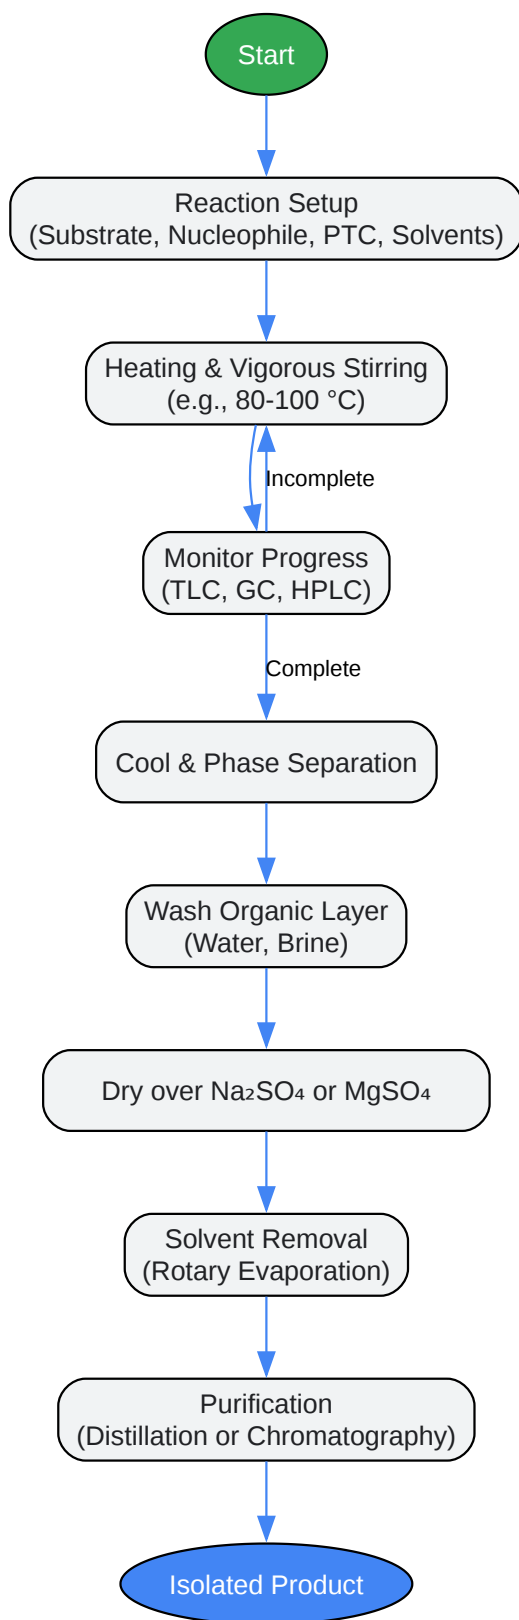 Start
Reaction Setup
(Substrate, Nucleophile, PTC, Solvents)
Heating & Vigorous Stirring
(e.g., 80-100 °C)
Incomplete
Monitor Progress
(TLC, GC, HPLC)
Complete
Cool & Phase Separation
Wash Organic Layer
(Water, Brine)
Dry over Na₂SO₄ or MgSO₄
Solvent Removal
(Rotary Evaporation)
Purification
(Distillation or Chromatography)
Isolated Product